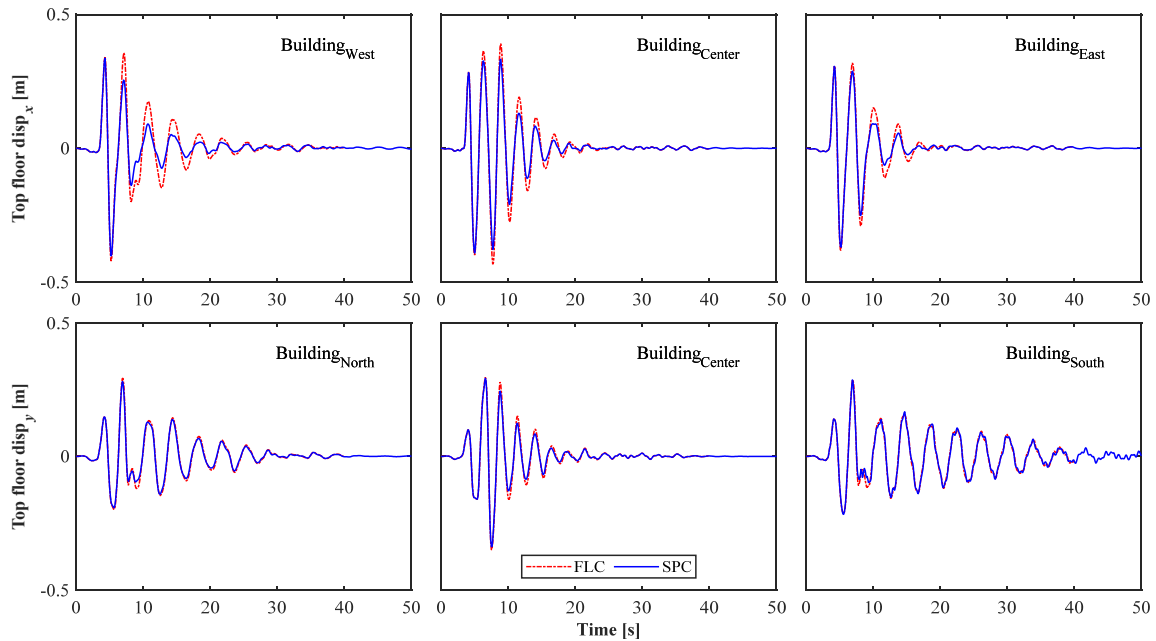 0.5
0
-0.5
Top floor disp_x [m]
Building_West
0 10 20 30 40 50
Building_Center
0 10 20 30 40 50
Building_East
0 10 20 30 40 50
0.5
0
-0.5
Top floor disp_y [m]
Building_North
0 10 20 30 40 50
Building_Center
FLC SPC
0 10 20 30 40 50
Building_South
0 10 20 30 40 50
Time [s]